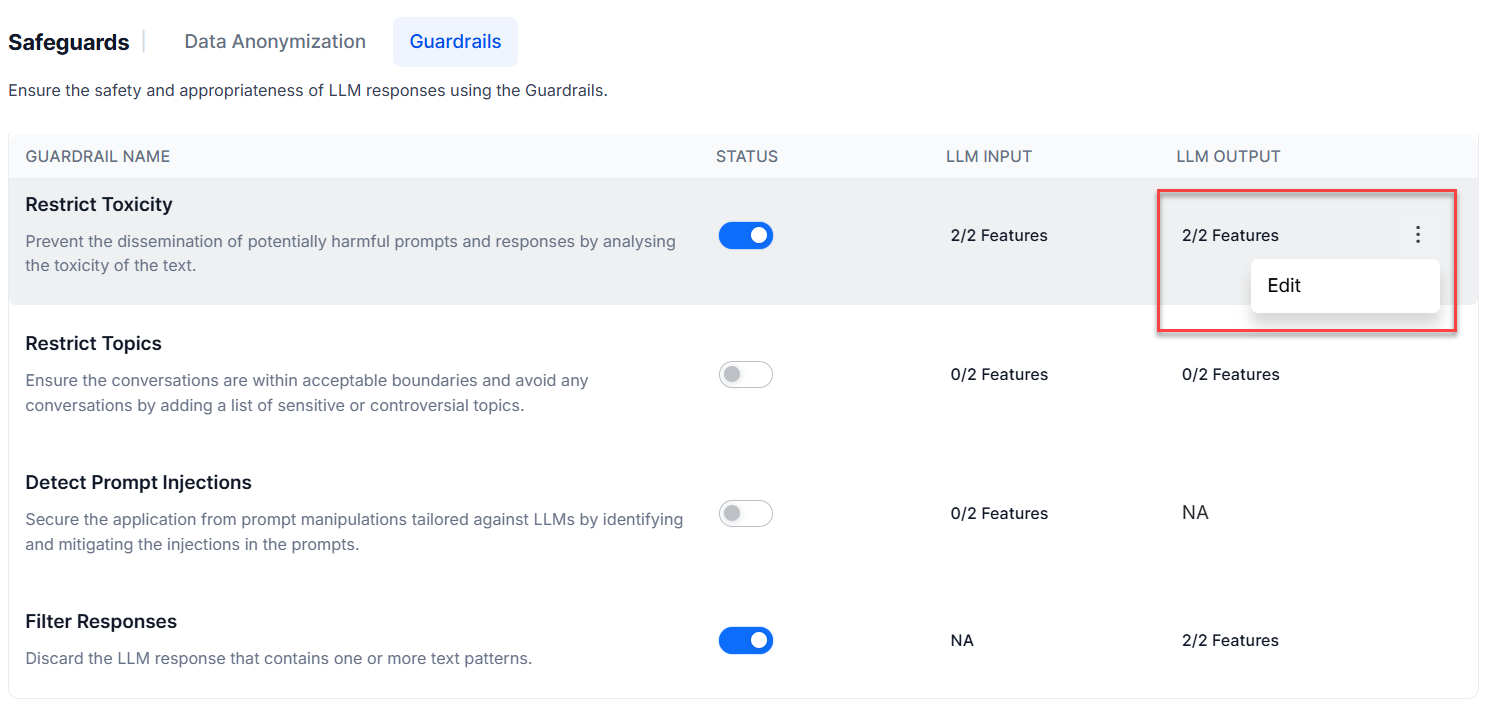 Safeguards
Data Anonymization
Guardrails
Ensure the safety and appropriateness of LLM responses using the Guardrails.
GUARDRAIL NAME
STATUS
LLM INPUT
LLM OUTPUT
Restrict Toxicity
Prevent the dissemination of potentially harmful prompts and responses by analysing
the toxicity of the text.
2/2 Features
2/2 Features
Edit
Restrict Topics
Ensure the conversations are within acceptable boundaries and avoid any
conversations by adding a list of sensitive or controversial topics.
0/2 Features
0/2 Features
Detect Prompt Injections
Secure the application from prompt manipulations tailored against LLMs by identifying
and mitigating the injections in the prompts.
0/2 Features
NA
Filter Responses
Discard the LLM response that contains one or more text patterns.
NA
2/2 Features